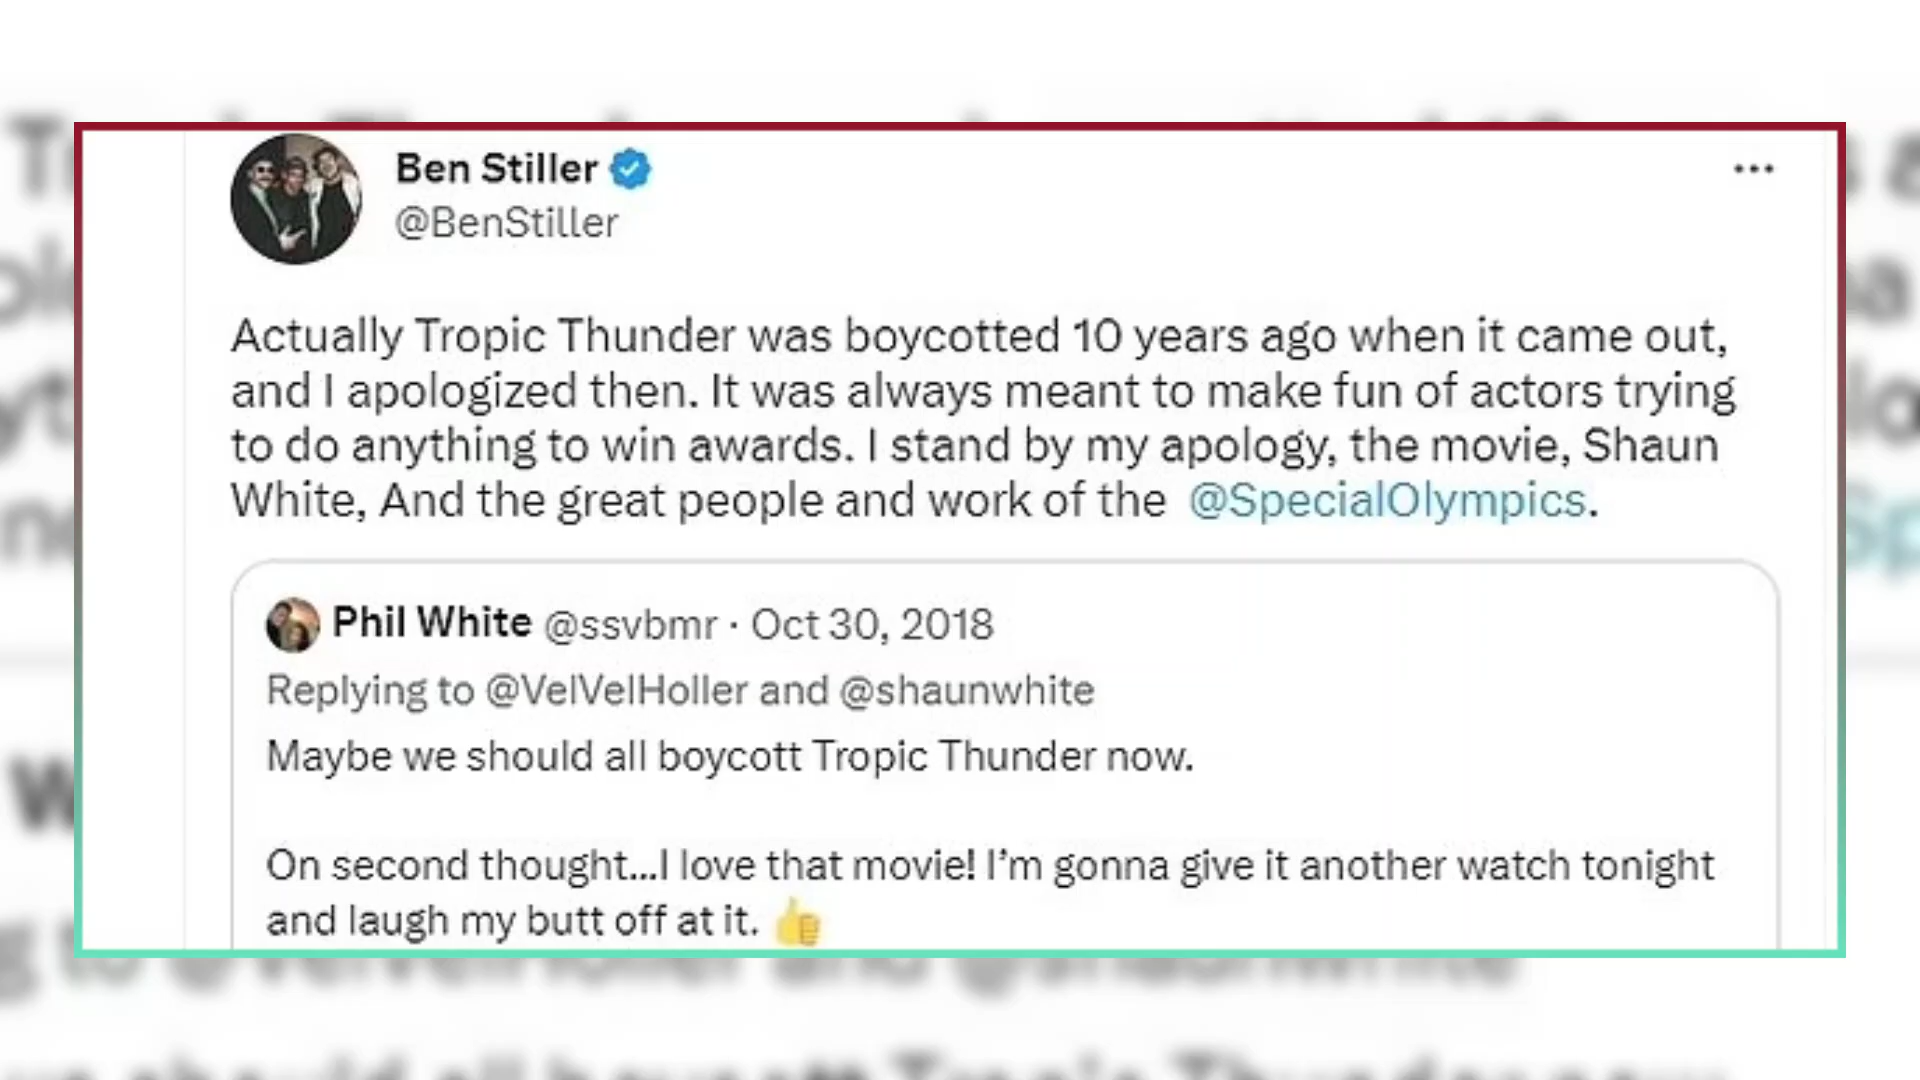 Ben Stiller
@BenStiller
Actually Tropic Thunder was boycotted 10 years ago when it came out,
and I apologized then. It was always meant to make fun of actors trying
to do anything to win awards. I stand by my apology, the movie, Shaun
White, And the great people and work of the @SpecialOlympics.
Phil White @ssvbmr · Oct 30, 2018
Replying to @VelVelHoller and @shaunwhite
Maybe we should all boycott Tropic Thunder now.
On second thought...I love that movie! I'm gonna give it another watch tonight
and laugh my butt off at it. 👍